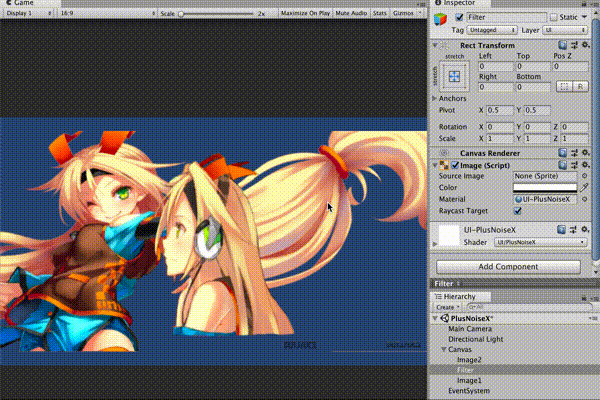 Game
Display 1 16:9 Scale 2x Maximize On Play Mute Audio Stats Gizmos
Inspector
Filter Static
Tag Untagged Layer UI
Rect Transform
stretch Left Top Pos Z
stretch 0 0 0
Right Bottom
0 0 R
Anchors
Pivot X 0.5 Y 0.5
Rotation X 0 Y 0 Z 0
Scale X 1 Y 1 Z 1
Canvas Renderer
Image (Script)
Source Image None (Sprite)
Color
Material UI-PlusNoiseX
Raycast Target
UI-PlusNoiseX
Shader UI/PlusNoiseX
Add Component
Filter
Hierarchy
Create All
PlusNoiseX*
Main Camera
Directional Light
Canvas
Image2
Filter
Image1
EventSystem